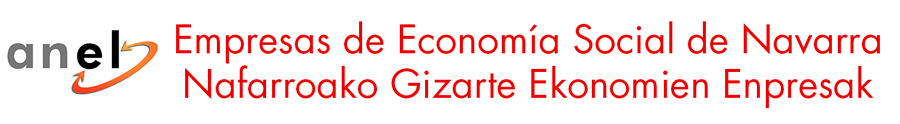 anel
Empresas de Economía Social de Navarra
Nafarroako Gizarte Ekonomien Enpresak